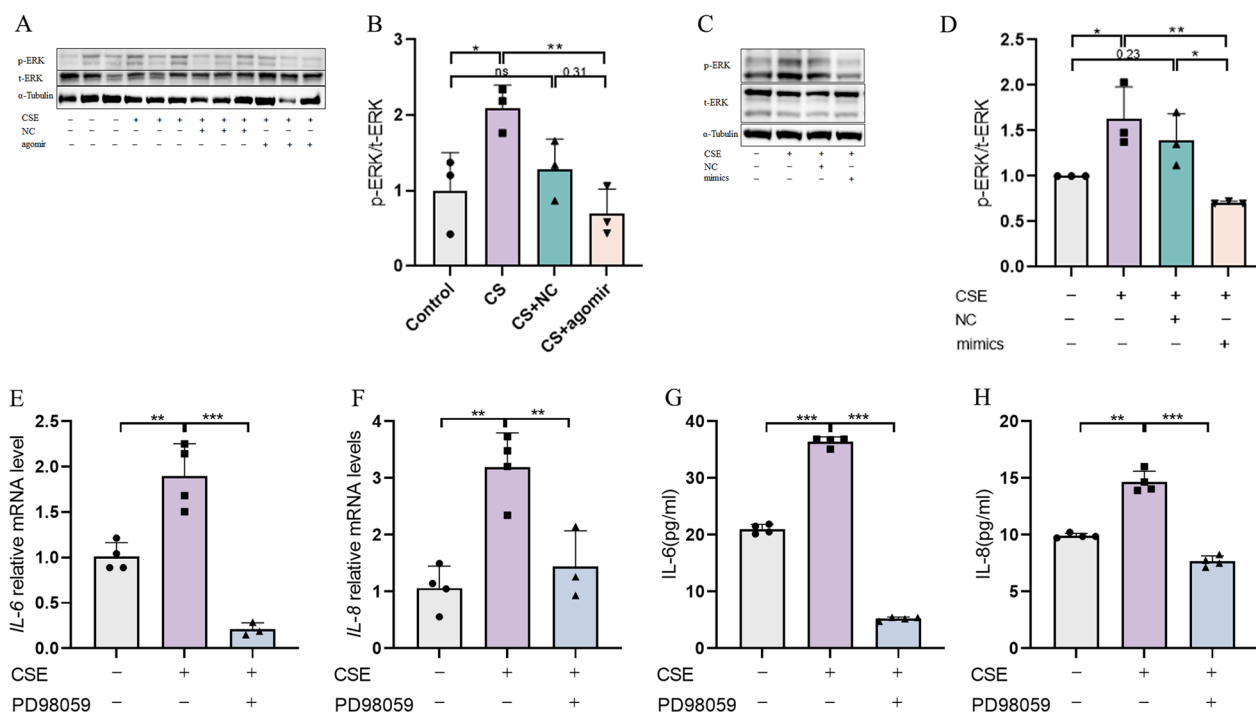 A
p-ERK
t-ERK
α-Tubulin
CSE − − − + + + + + + + + +
NC − − − − − − + + + − − −
agomir − − − − − − − − − + + +
B
p-ERK/t-ERK
3
2
1
0
* **
ns 0.31
Control
CS
CS+NC
CS+agomir
C
p-ERK
t-ERK
α-Tubulin
CSE − + + +
NC − − + −
mimics − − − +
D
p-ERK/t-ERK
2.5
2.0
1.5
1.0
0.5
0.0
* **
0.23 *
CSE − + + +
NC − − + −
mimics − − − +
E
IL-6 relative mRNA levels
2.5
2.0
1.5
1.0
0.5
0.0
** ***
CSE − + +
PD98059 − − +
F
IL-8 relative mRNA levels
4
3
2
1
0
** **
CSE − + +
PD98059 − − +
G
IL-6(pg/ml)
40
30
20
10
0
*** ***
CSE − + +
PD98059 − − +
H
IL-8(pg/ml)
20
15
10
5
0
** ***
CSE − + +
PD98059 − − +